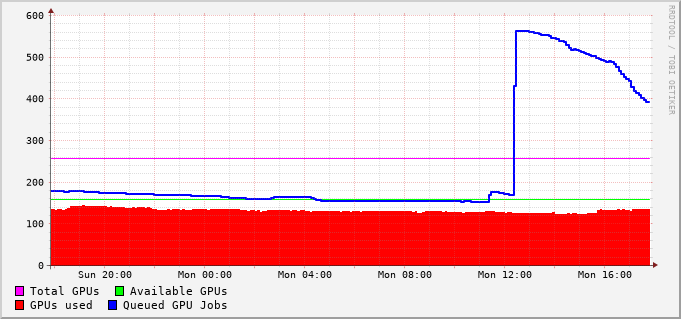 600
500
400
300
200
100
0
Sun 20:00 Mon 00:00 Mon 04:00 Mon 08:00 Mon 12:00 Mon 16:00
Total GPUs Available GPUs
GPUs used Queued GPU Jobs
RRDTOOL / TOBI OETIKER